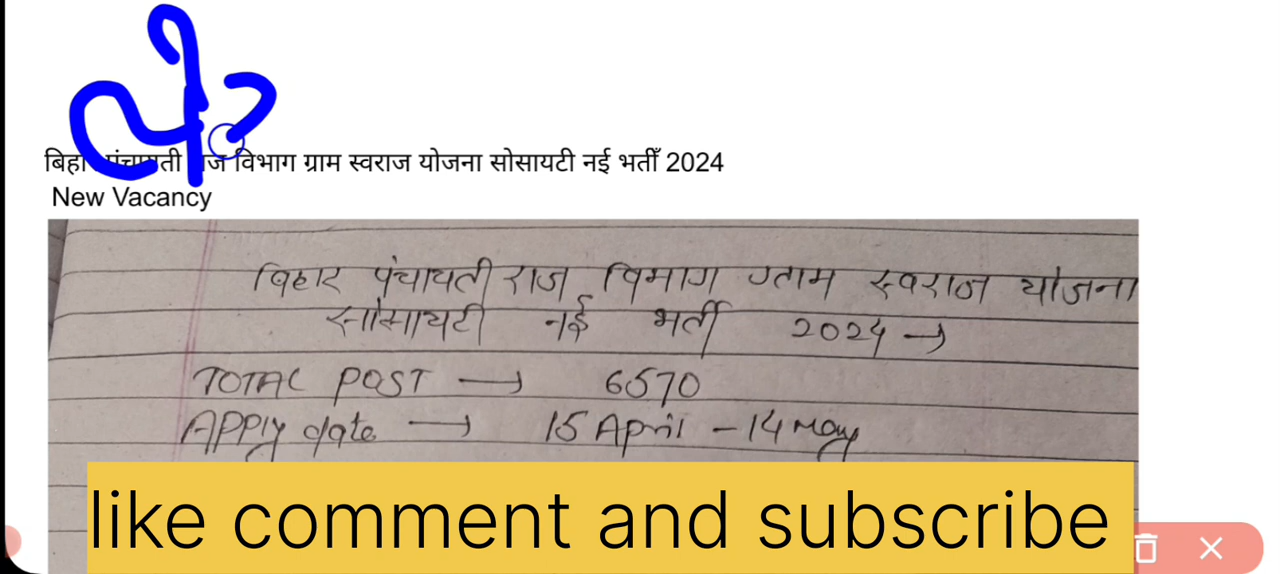 बिहार पंचायती राज विभाग ग्राम स्वराज योजना सोसायटी नई भर्ती 2024
New Vacancy
बिहार पंचायती राज विभाग ग्राम स्वराज योजना
सोसायटी नई भर्ती 2024 →
TOTAL POST → 6570
APPly date → 15 April - 14 May
like comment and subscribe